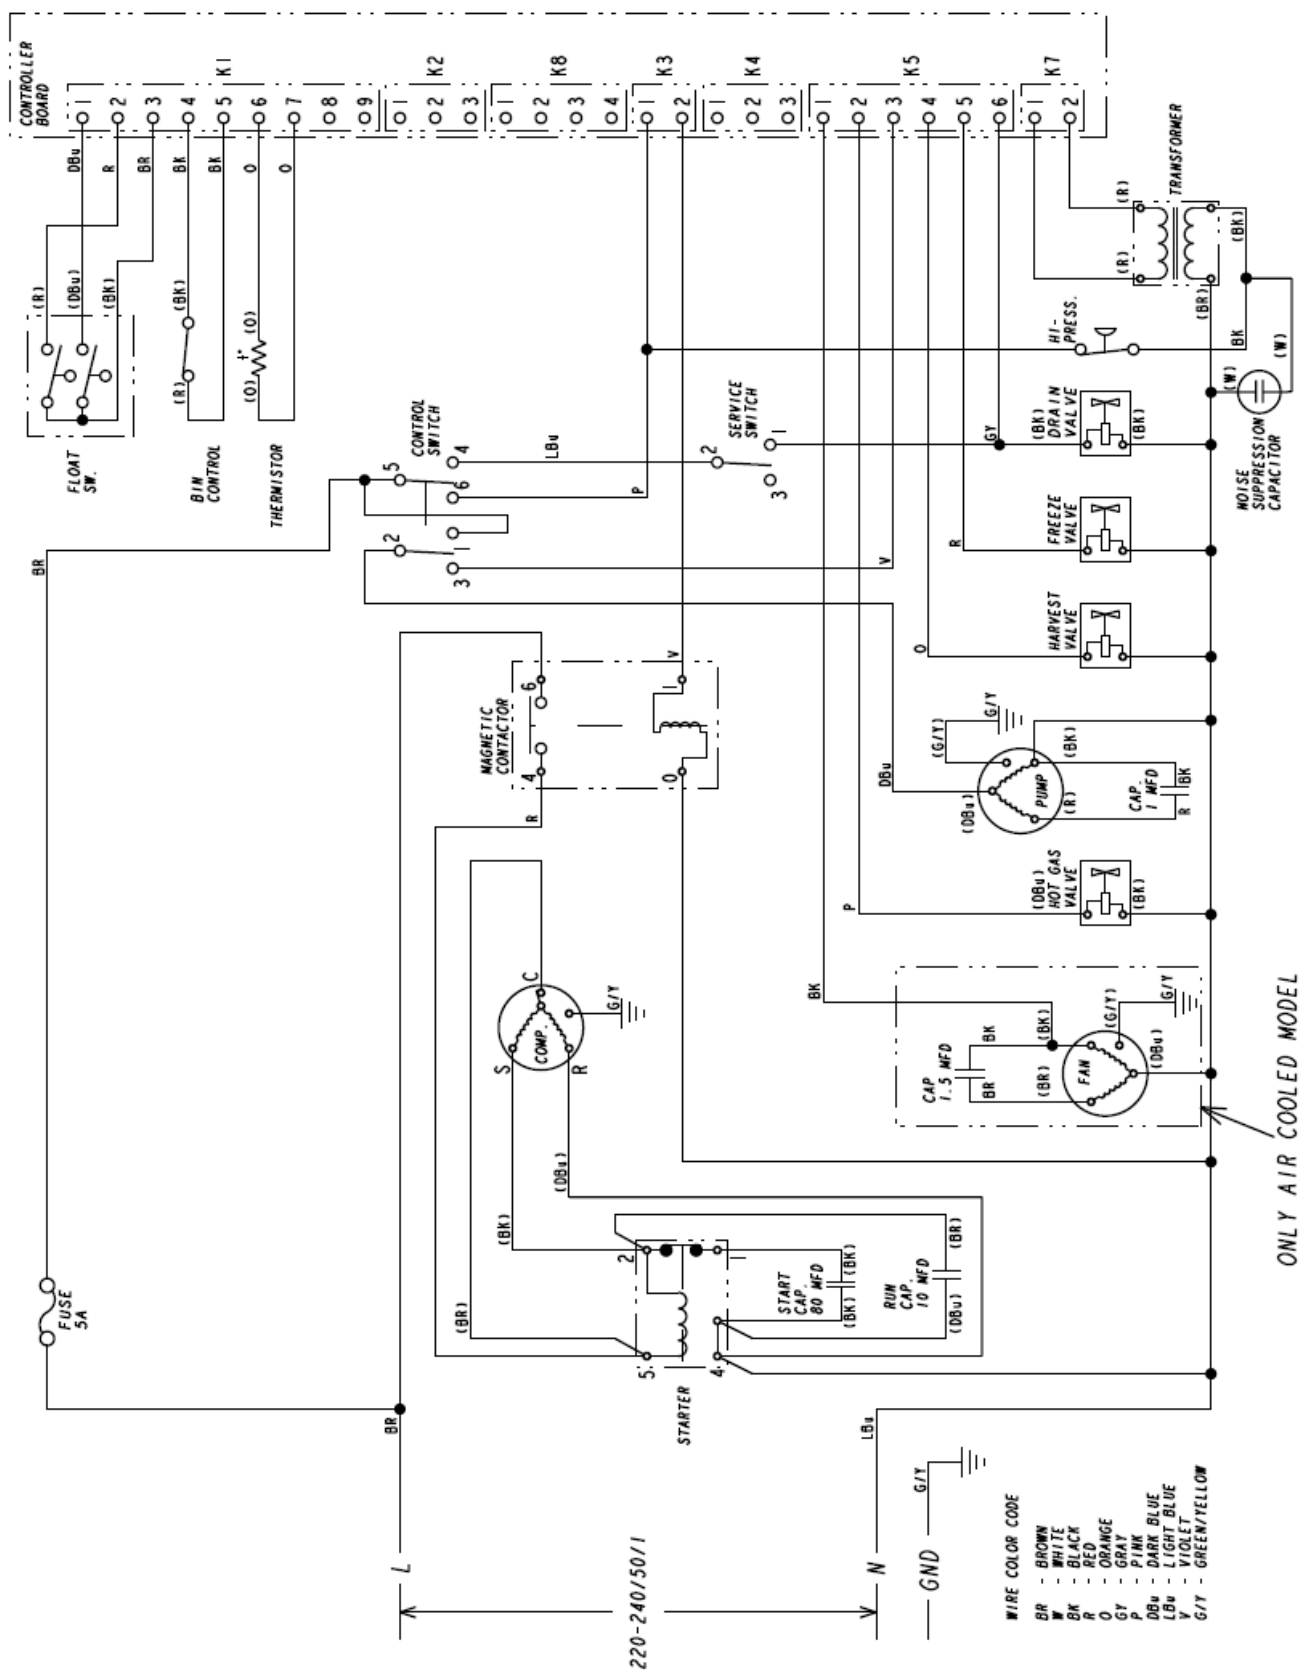 CONTROLLER
BOARD
K1
1
2
3
4
5
6
7
8
9
K2
1
2
3
K8
1
2
3
4
K3
1
2
K4
1
2
3
K5
1
2
3
4
5
6
K7
1
2
DBu
R
BR
BK
BK
O
O
(R)
(DBu)
(BK)
FLOAT
SW.
(BK)
(R)
BIN
CONTROL
(O)
(O)
t°
THERMISTOR
CONTROL
SWITCH
5
4
6
2
1
3
LBu
P
V
SERVICE
SWITCH
2
1
3
GY
TRANSFORMER
(R)
(R)
(BR)
(BK)
HI-
PRESS.
BK
(W)
(W)
NOISE
SUPPRESSION
CAPACITOR
(BK)
DRAIN
VALVE
(BK)
R
FREEZE
VALVE
O
HARVEST
VALVE
BR
MAGNETIC
CONTACTOR
6
4
1
0
V
R
DBu
(DBu)
(G/Y)
G/Y
PUMP
(BK)
(R)
CAP.
1 MFD
R
BK
P
(DBu)
HOT GAS
VALVE
(BK)
BK
CAP
1.5 MFD
BK
BR
(BK)
(BR)
FAN
(G/Y)
G/Y
(DBu)
ONLY AIR COOLED MODEL
C
S
R
COMP.
G/Y
(BK)
(DBu)
(BR)
STARTER
2
1
5
4
START
CAP.
80 MFD
(BK)
(BK)
RUN
CAP.
10 MFD
(BR)
(DBu)
FUSE
5A
BR
LBu
G/Y
L
N
GND
220-240/50/1
WIRE COLOR CODE
BR - BROWN
W - WHITE
BK - BLACK
R - RED
O - ORANGE
GY - GRAY
P - PINK
DBu - DARK BLUE
LBu - LIGHT BLUE
V - VIOLET
G/Y - GREEN/YELLOW